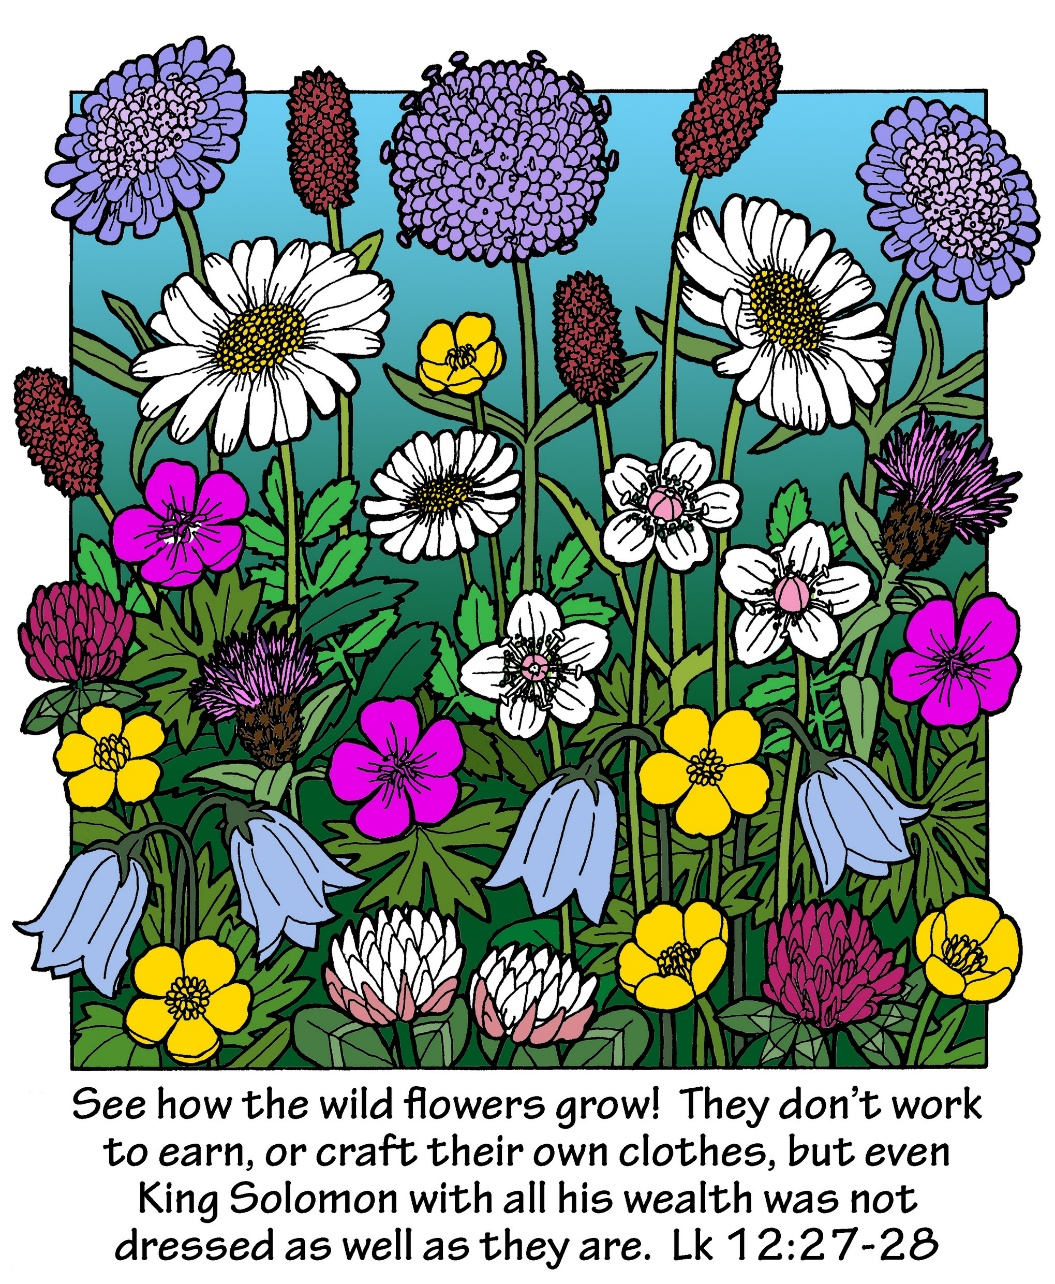 See how the wild flowers grow!  They don't work
to earn, or craft their own clothes, but even
King Solomon with all his wealth was not
dressed as well as they are.  Lk 12:27-28